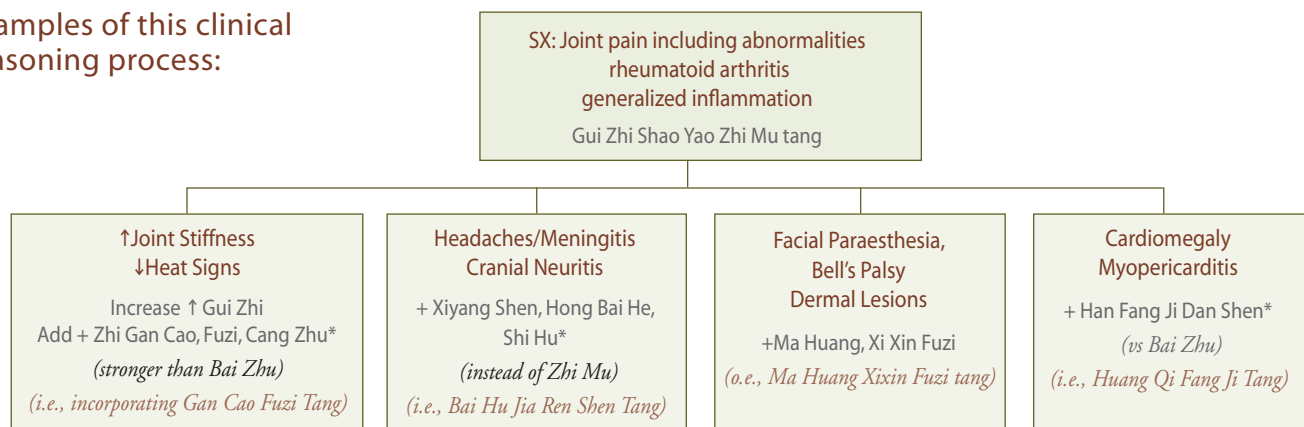 amples of this clinical
asoning process:
SX: Joint pain including abnormalities
rheumatoid arthritis
generalized inflammation
Gui Zhi Shao Yao Zhi Mu tang
↑Joint Stiffness
↓Heat Signs
Increase ↑ Gui Zhi
Add + Zhi Gan Cao, Fuzi, Cang Zhu*
(stronger than Bai Zhu)
(i.e., incorporating Gan Cao Fuzi Tang)
Headaches/Meningitis
Cranial Neuritis
+ Xiyang Shen, Hong Bai He,
Shi Hu*
(instead of Zhi Mu)
(i.e., Bai Hu Jia Ren Shen Tang)
Facial Paraesthesia,
Bell's Palsy
Dermal Lesions
+Ma Huang, Xi Xin Fuzi
(o.e., Ma Huang Xixin Fuzi tang)
Cardiomegaly
Myopericarditis
+ Han Fang Ji Dan Shen*
(vs Bai Zhu)
(i.e., Huang Qi Fang Ji Tang)